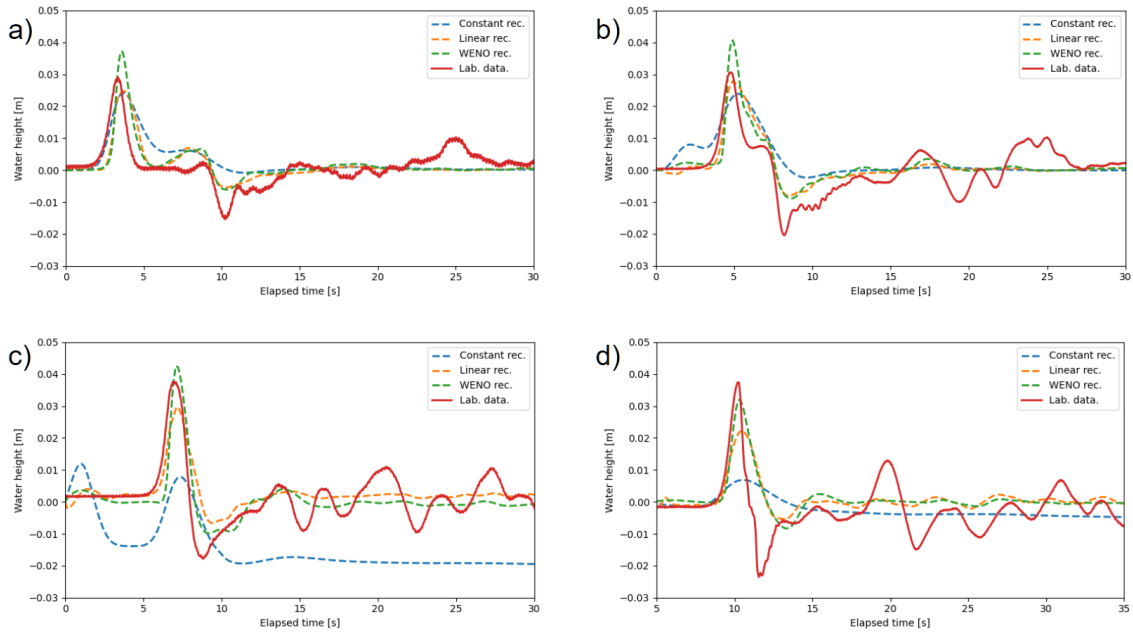 a)
0.05
0.04
0.03
0.02
0.01
0.00
−0.01
−0.02
−0.03
Water height [m]
0 5 10 15 20 25 30
Elapsed time [s]
Constant rec.
Linear rec.
WENO rec.
Lab. data.
b)
0.05
0.04
0.03
0.02
0.01
0.00
−0.01
−0.02
−0.03
Water height [m]
0 5 10 15 20 25 30
Elapsed time [s]
Constant rec.
Linear rec.
WENO rec.
Lab. data.
c)
0.05
0.04
0.03
0.02
0.01
0.00
−0.01
−0.02
−0.03
Water height [m]
0 5 10 15 20 25 30
Elapsed time [s]
Constant rec.
Linear rec.
WENO rec.
Lab. data.
d)
0.05
0.04
0.03
0.02
0.01
0.00
−0.01
−0.02
−0.03
Water height [m]
5 10 15 20 25 30 35
Elapsed time [s]
Constant rec.
Linear rec.
WENO rec.
Lab. data.